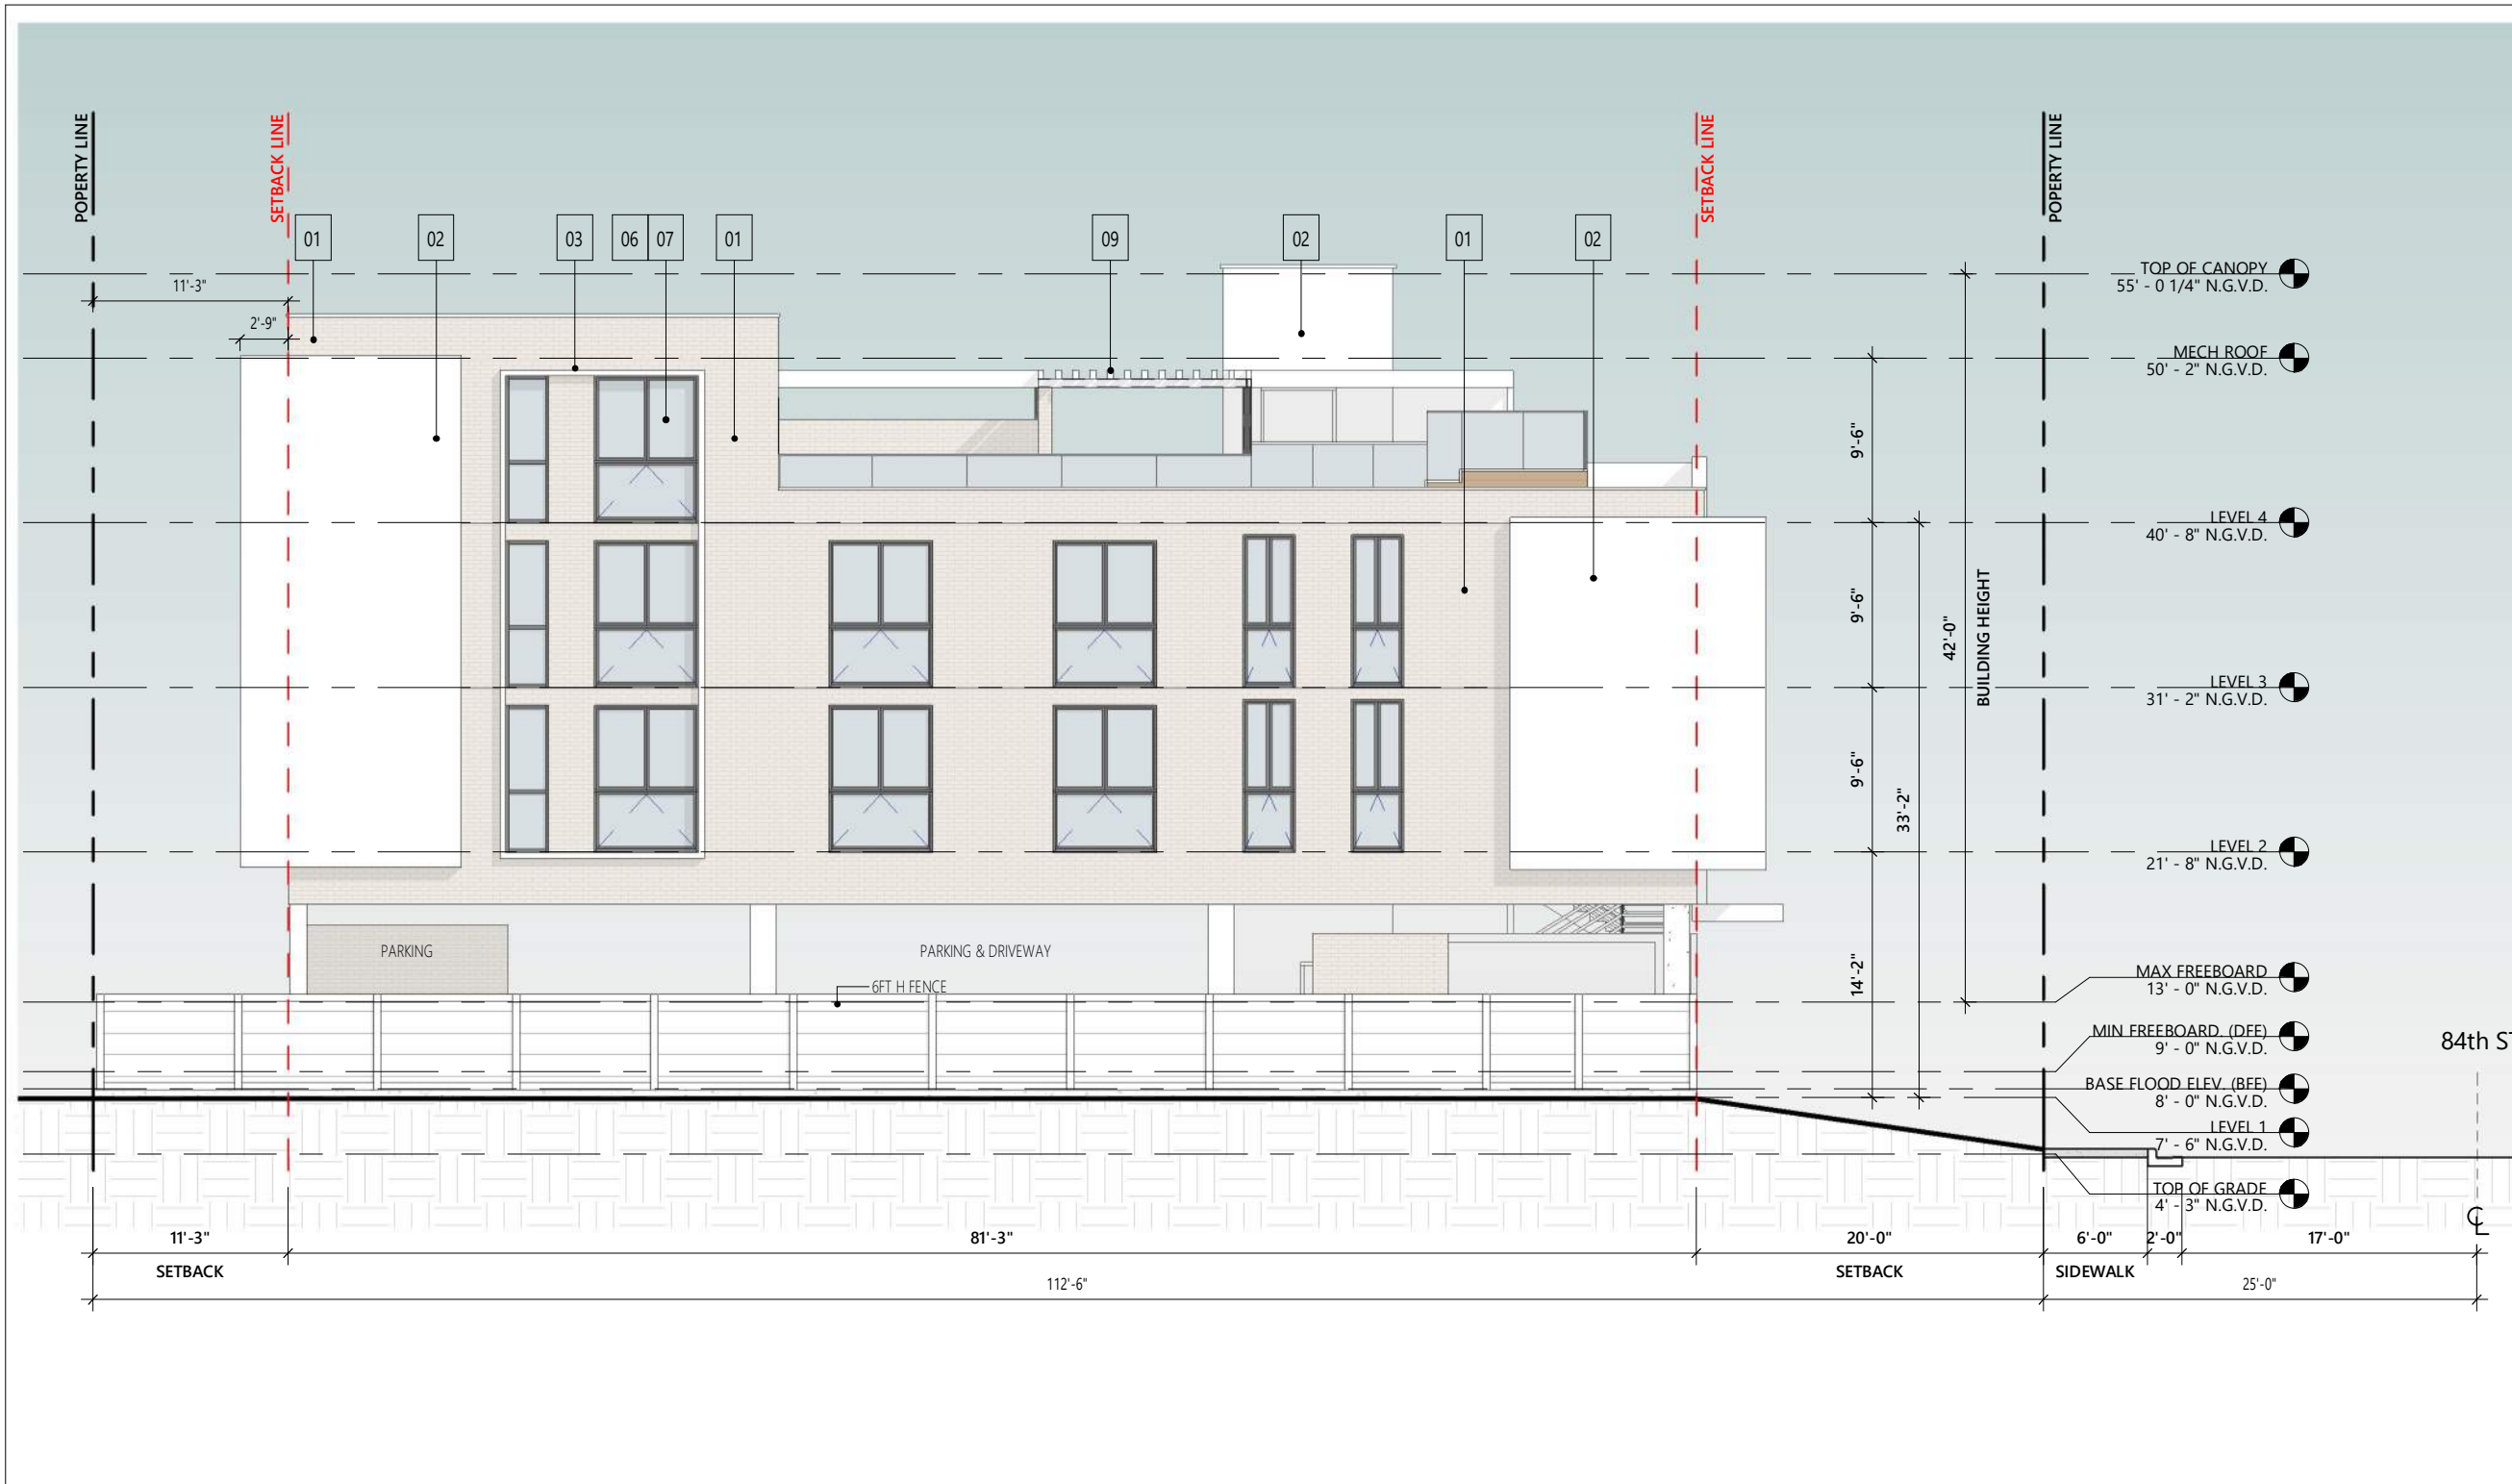 POPERTY LINE
SETBACK LINE
SETBACK LINE
POPERTY LINE
01
02
03
06
07
01
09
02
01
02
11'-3"
2'-9"
TOP OF CANOPY
55' - 0 1/4" N.G.V.D.
MECH ROOF
50' - 2" N.G.V.D.
9'-6"
LEVEL 4
40' - 8" N.G.V.D.
9'-6"
42'-0"
BUILDING HEIGHT
LEVEL 3
31' - 2" N.G.V.D.
9'-6"
33'-2"
LEVEL 2
21' - 8" N.G.V.D.
PARKING
PARKING & DRIVEWAY
14'-2"
6FT H FENCE
MAX FREEBOARD
13' - 0" N.G.V.D.
MIN FREEBOARD. (DFE)
9' - 0" N.G.V.D.
84th ST
BASE FLOOD ELEV. (BFE)
8' - 0" N.G.V.D.
LEVEL 1
7' - 6" N.G.V.D.
TOP OF GRADE
4' - 3" N.G.V.D.
11'-3"
81'-3"
20'-0"
6'-0"
2'-0"
17'-0"
SETBACK
SETBACK
SIDEWALK
112'-6"
25'-0"